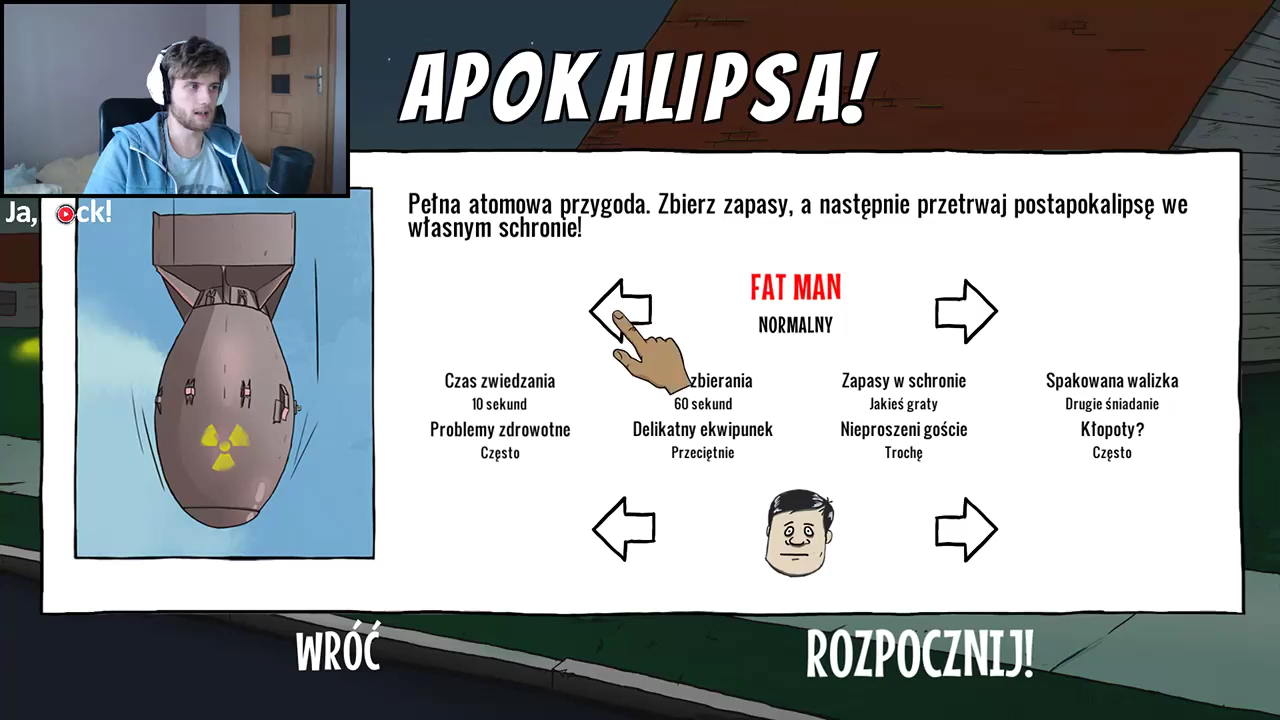 APOKALIPSA!
Ja, ck!
Pełna atomowa przygoda. Zbierz zapasy, a następnie przetrwaj postapokalipsę we
własnym schronie!
FAT MAN
NORMALNY
Czas zwiedzania
10 sekund
zbierania
60 sekund
Zapasy w schronie
Jakieś graty
Spakowana walizka
Drugie śniadanie
Problemy zdrowotne
Często
Delikatny ekwipunek
Przeciętnie
Nieproszeni goście
Trochę
Kłopoty?
Często
WRÓĆ
ROZPOCZNIJ!